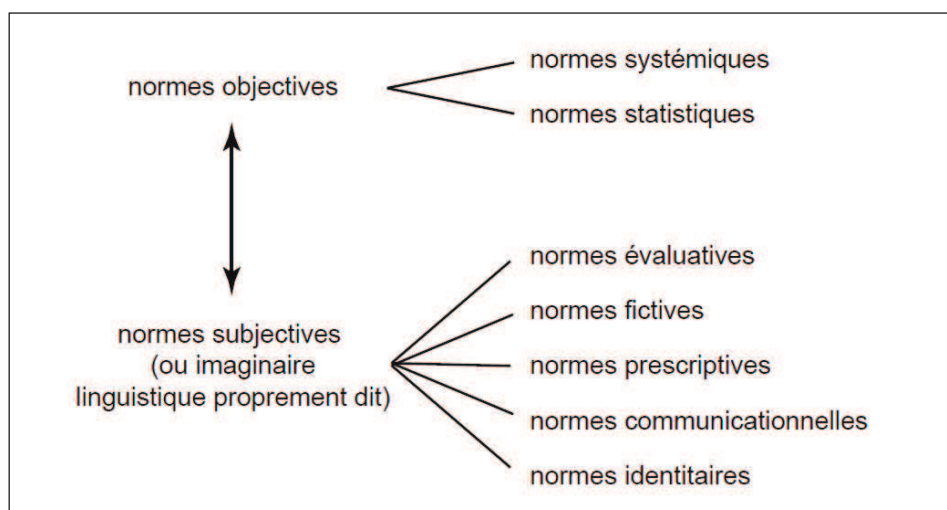 normes objectives
normes systémiques
normes statistiques
normes subjectives
(ou imaginaire
linguistique proprement dit)
normes évaluatives
normes fictives
normes prescriptives
normes communicationnelles
normes identitaires